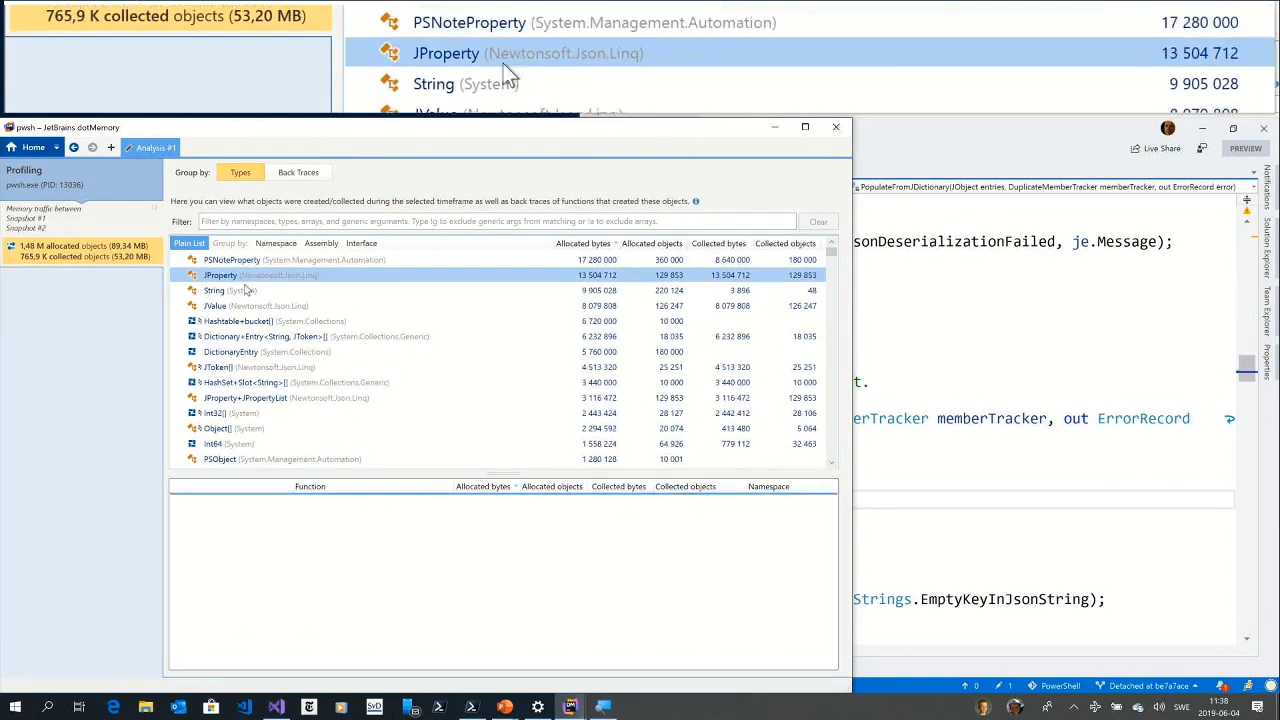 765,9 K collected objects (53,20 MB)
PSNoteProperty (System.Management.Automation) 17 280 000
JProperty (Newtonsoft.Json.Linq) 13 504 712
String (System) 9 905 028
JValue (Newtonsoft.Json.Linq) 8 079 808
pwsh – JetBrains dotMemory
Home Analysis #1
Live Share PREVIEW
Profiling
pwsh.exe (PID: 13036)
Memory traffic between
Snapshot #1
Snapshot #2
1,48 M allocated objects (89,34 MB)
765,9 K collected objects (53,20 MB)
Group by: Types Back Traces
Here you can view what objects were created/collected during the selected timeframe as well as back traces of functions that created these objects.
Filter: Filter by namespaces, types, arrays, and generic arguments. Type !g to exclude generic args from matching or !a to exclude arrays. Clear
Plain List Group by: Namespace Assembly Interface Allocated bytes Allocated objects Collected bytes Collected objects
PSNoteProperty (System.Management.Automation) 17 280 000 360 000 8 640 000 180 000
JProperty (Newtonsoft.Json.Linq) 13 504 712 129 853 13 504 712 129 853
String (System) 9 905 028 220 124 3 896 48
JValue (Newtonsoft.Json.Linq) 8 079 808 126 247 8 079 808 126 247
Hashtable+bucket[] (System.Collections) 6 720 000 10 000
Dictionary+Entry<String, JToken>[] (System.Collections.Generic) 6 232 896 18 035 6 232 896 18 035
DictionaryEntry (System.Collections) 5 760 000 180 000
JToken[] (Newtonsoft.Json.Linq) 4 513 320 25 251 4 513 320 25 251
HashSet+Slot<String>[] (System.Collections.Generic) 3 440 000 10 000 3 440 000 10 000
JProperty+JPropertyList (Newtonsoft.Json.Linq) 3 116 472 129 853 3 116 472 129 853
Int32[] (System) 2 443 424 28 127 2 442 412 28 106
Object[] (System) 2 294 592 20 074 413 480 5 064
Int64 (System) 1 558 224 64 926 779 112 32 463
PSObject (System.Management.Automation) 1 280 128 10 001
Function Allocated bytes Allocated objects Collected bytes Collected objects Namespace
PopulateFromJDictionary(JObject entries, DuplicateMemberTracker memberTracker, out ErrorRecord error)
sonDeserializationFailed, je.Message);
t.
erTracker memberTracker, out ErrorRecord
Strings.EmptyKeyInJsonString);
Notifications
Solution Explorer
Team Explorer
Properties
0 1 PowerShell Detached at be7a7ace 1
SvD DM SWE 11:38
2019-06-04